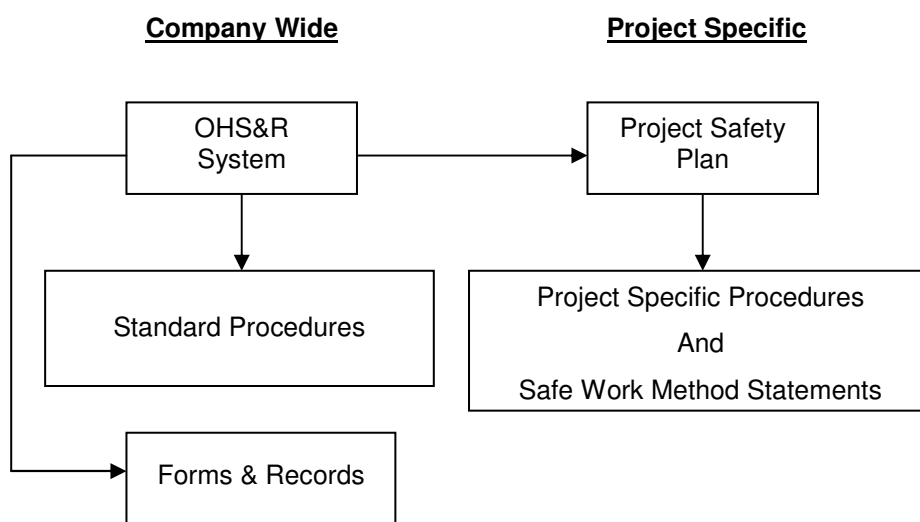 Company Wide
Project Specific
OHS&R
System
Project Safety
Plan
Standard Procedures
Project Specific Procedures
And
Safe Work Method Statements
Forms & Records